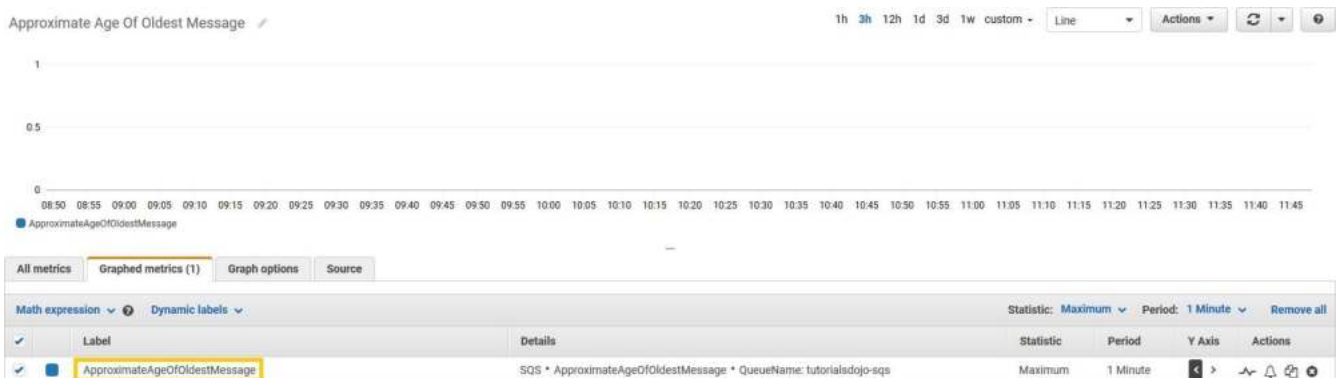 Approximate Age Of Oldest Message
1h 3h 12h 1d 3d 1w custom Line Actions
1
0.5
0
08:50 08:55 09:00 09:05 09:10 09:15 09:20 09:25 09:30 09:35 09:40 09:45 09:50 09:55 10:00 10:05 10:10 10:15 10:20 10:25 10:30 10:35 10:40 10:45 10:50 10:55 11:00 11:05 11:10 11:15 11:20 11:25 11:30 11:35 11:40 11:45
ApproximateAgeOfOldestMessage
All metrics Graphed metrics (1) Graph options Source
Math expression Dynamic labels Statistic: Maximum Period: 1 Minute Remove all
Label Details Statistic Period Y Axis Actions
ApproximateAgeOfOldestMessage SQS * ApproximateAgeOfOldestMessage * QueueName: tutorialsdojo-sqs Maximum 1 Minute < >